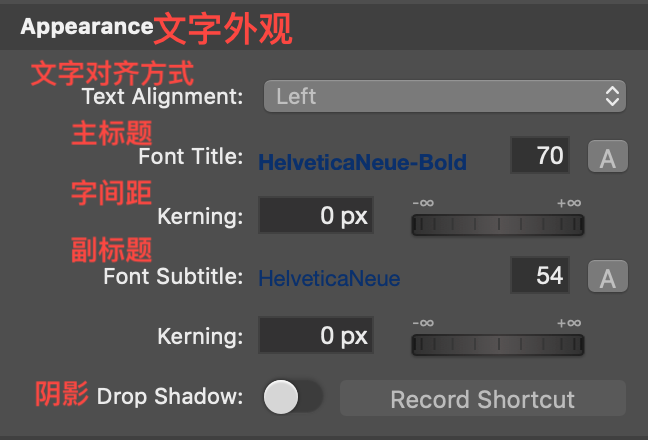 Appearance文字外观
文字对齐方式
Text Alignment: Left
主标题
Font Title: HelveticaNeue-Bold 70 A
字间距
-∞ +∞
Kerning: 0 px
副标题
Font Subtitle: HelveticaNeue 54 A
-∞ +∞
Kerning: 0 px
阴影 Drop Shadow: Record Shortcut